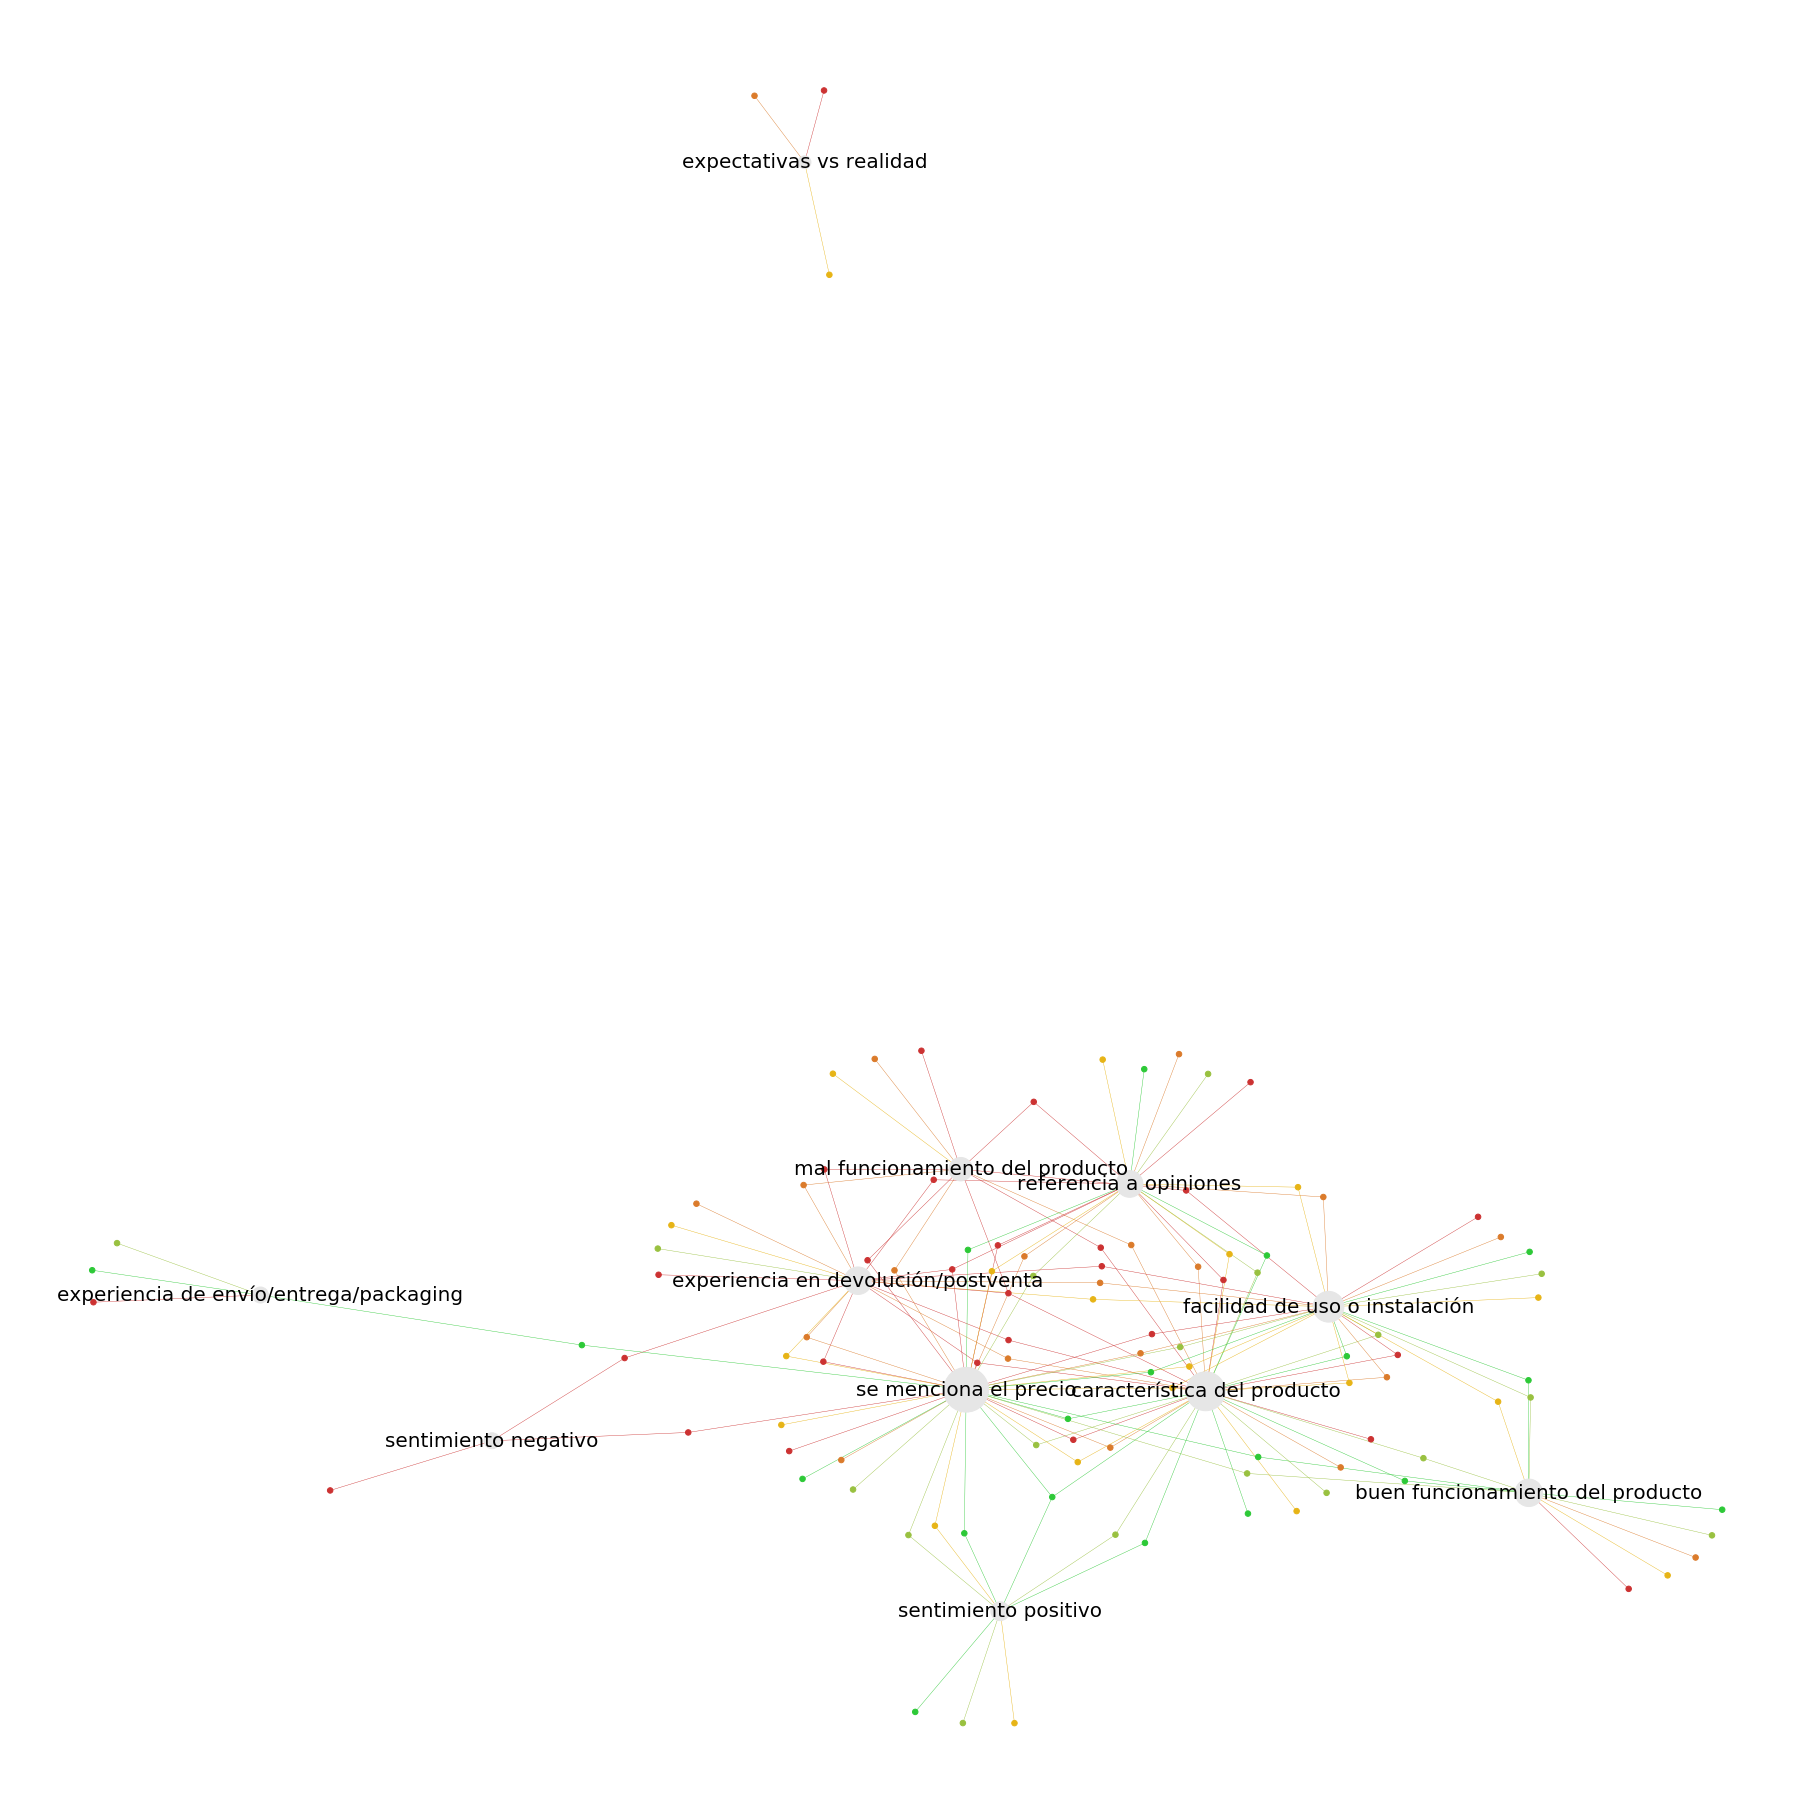 expectativas vs realidad
mal funcionamiento del producto
referencia a opiniones
experiencia en devolución/postventa
experiencia de envío/entrega/packaging
facilidad de uso o instalación
se menciona el precio
característica del producto
sentimiento negativo
buen funcionamiento del producto
sentimiento positivo